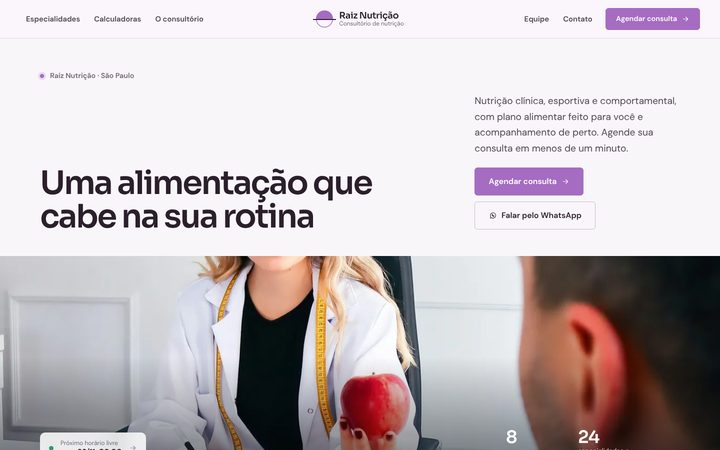 Especialidades
Calculadoras
O consultório
Raiz Nutrição
Consultório de nutrição
Equipe
Contato
Agendar consulta
Raiz Nutrição · São Paulo
Uma alimentação que
cabe na sua rotina
Nutrição clínica, esportiva e comportamental,
com plano alimentar feito para você e
acompanhamento de perto. Agende sua
consulta em menos de um minuto.
Agendar consulta
Falar pelo WhatsApp
Próximo horário livre
8
24